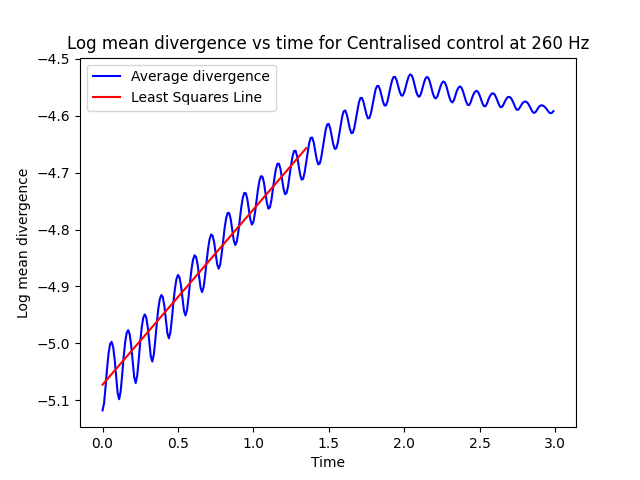 Log mean divergence vs time for Centralised control at 260 Hz
Average divergence
Least Squares Line
Log mean divergence
−4.5
−4.6
−4.7
−4.8
−4.9
−5.0
−5.1
0.0 0.5 1.0 1.5 2.0 2.5 3.0
Time